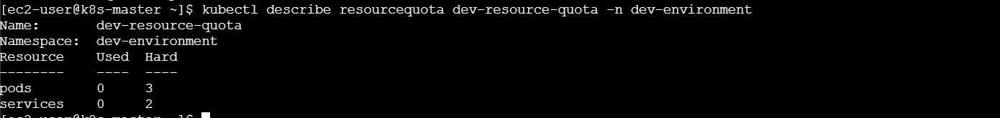 [ec2-user@k8s-master ~]$ kubectl describe resourcequota dev-resource-quota -n dev-environment
Name:       dev-resource-quota
Namespace:  dev-environment
Resource    Used  Hard
--------    ----  ----
pods        0     3
services    0     2
[ec2-user@k8s-master ~]$